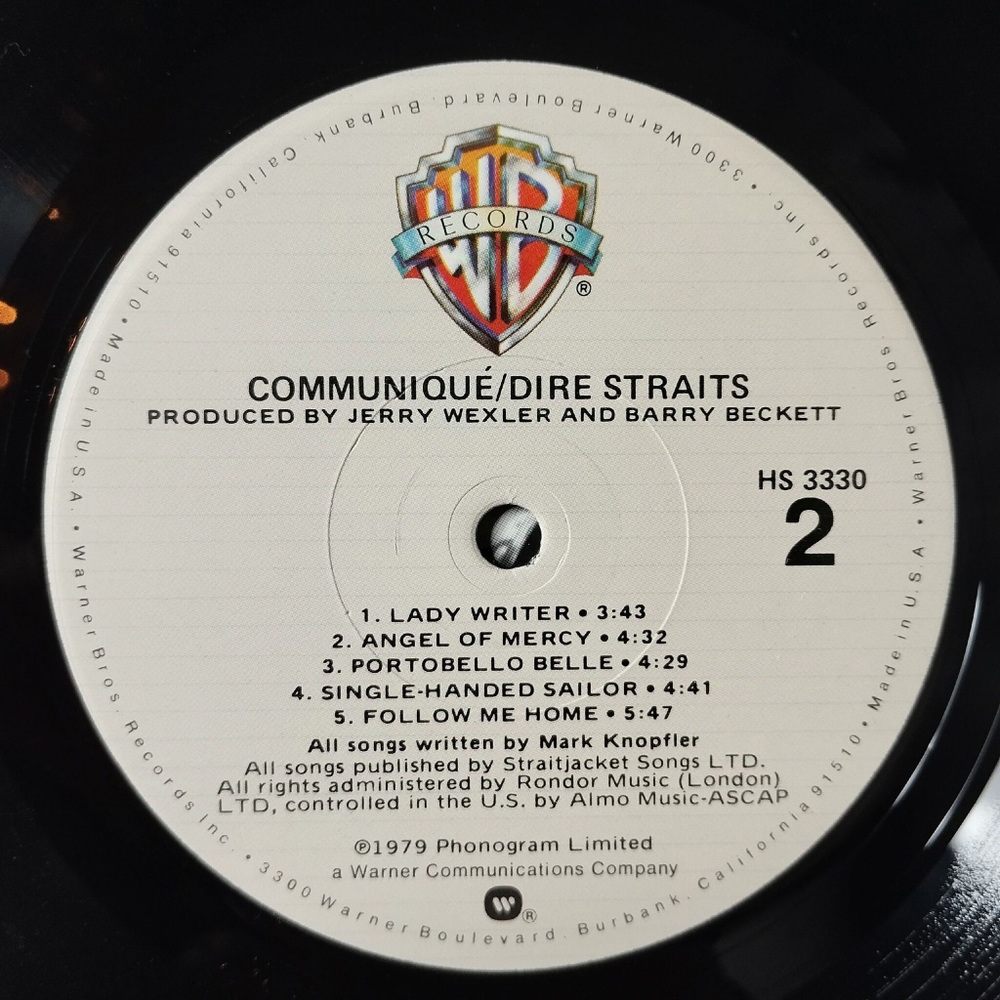 WB
RECORDS
®
COMMUNIQUÉ/DIRE STRAITS
PRODUCED BY JERRY WEXLER AND BARRY BECKETT
HS 3330
2
1. LADY WRITER • 3:43
2. ANGEL OF MERCY • 4:32
3. PORTOBELLO BELLE • 4:29
4. SINGLE-HANDED SAILOR • 4:41
5. FOLLOW ME HOME • 5:47
All songs written by Mark Knopfler
All songs published by Straitjacket Songs LTD.
All rights administered by Rondor Music (London)
LTD, controlled in the U.S. by Almo Music-ASCAP
℗1979 Phonogram Limited
a Warner Communications Company
W®
Warner Bros. Records Inc. • 3300 Warner Boulevard. Burbank. California 91510 • Made in U.S.A. • Warner Bros. Records Inc. • 3300 Warner Boulevard. Burbank. California 91510 • Made in U.S.A •